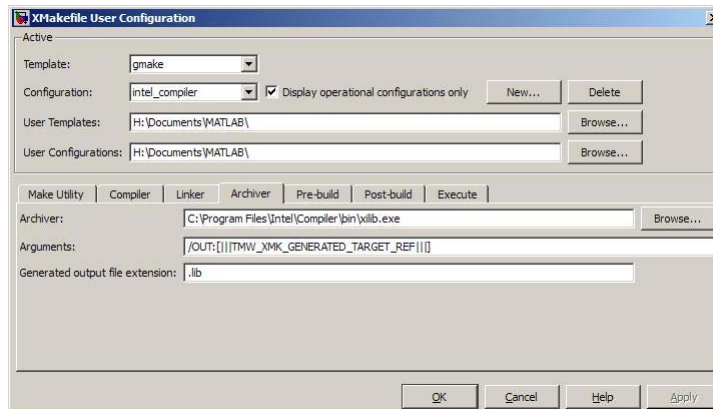 XMakefile User Configuration
Active
Template: gmake
Configuration: intel_compiler Display operational configurations only New... Delete
User Templates: H:\Documents\MATLAB\ Browse...
User Configurations: H:\Documents\MATLAB\ Browse...
Make Utility Compiler Linker Archiver Pre-build Post-build Execute
Archiver: C:\Program Files\Intel\Compiler\bin\xilib.exe Browse...
Arguments: /OUT:[|||TMW_XMK_GENERATED_TARGET_REF|||]
Generated output file extension: .lib
OK Cancel Help Apply